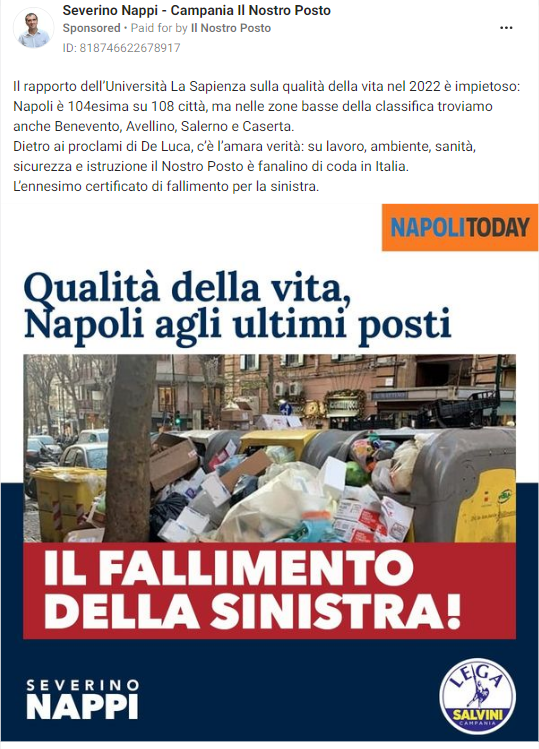 Severino Nappi - Campania Il Nostro Posto
Sponsored • Paid for by Il Nostro Posto
ID: 818746622678917
Il rapporto dell’Università La Sapienza sulla qualità della vita nel 2022 è impietoso:
Napoli è 104esima su 108 città, ma nelle zone basse della classifica troviamo
anche Benevento, Avellino, Salerno e Caserta.
Dietro ai proclami di De Luca, c’è l’amara verità: su lavoro, ambiente, sanità,
sicurezza e istruzione il Nostro Posto è fanalino di coda in Italia.
L’ennesimo certificato di fallimento per la sinistra.
NAPOLITODAY
Qualità della vita,
Napoli agli ultimi posti
IL FALLIMENTO
DELLA SINISTRA!
SEVERINO
NAPPI
LEGA
SALVINI
CAMPANIA